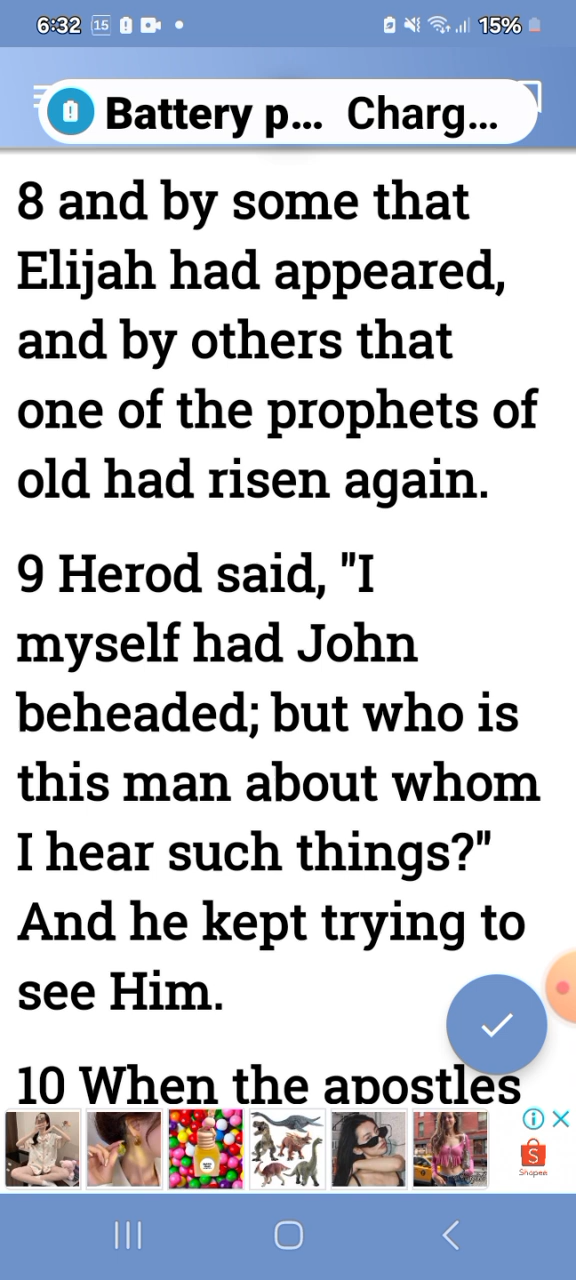 6:32 15 15%
Battery p... Charg...
8 and by some that
Elijah had appeared,
and by others that
one of the prophets of
old had risen again.
9 Herod said, "I
myself had John
beheaded; but who is
this man about whom
I hear such things?"
And he kept trying to
see Him.
10 When the apostles
Shopee